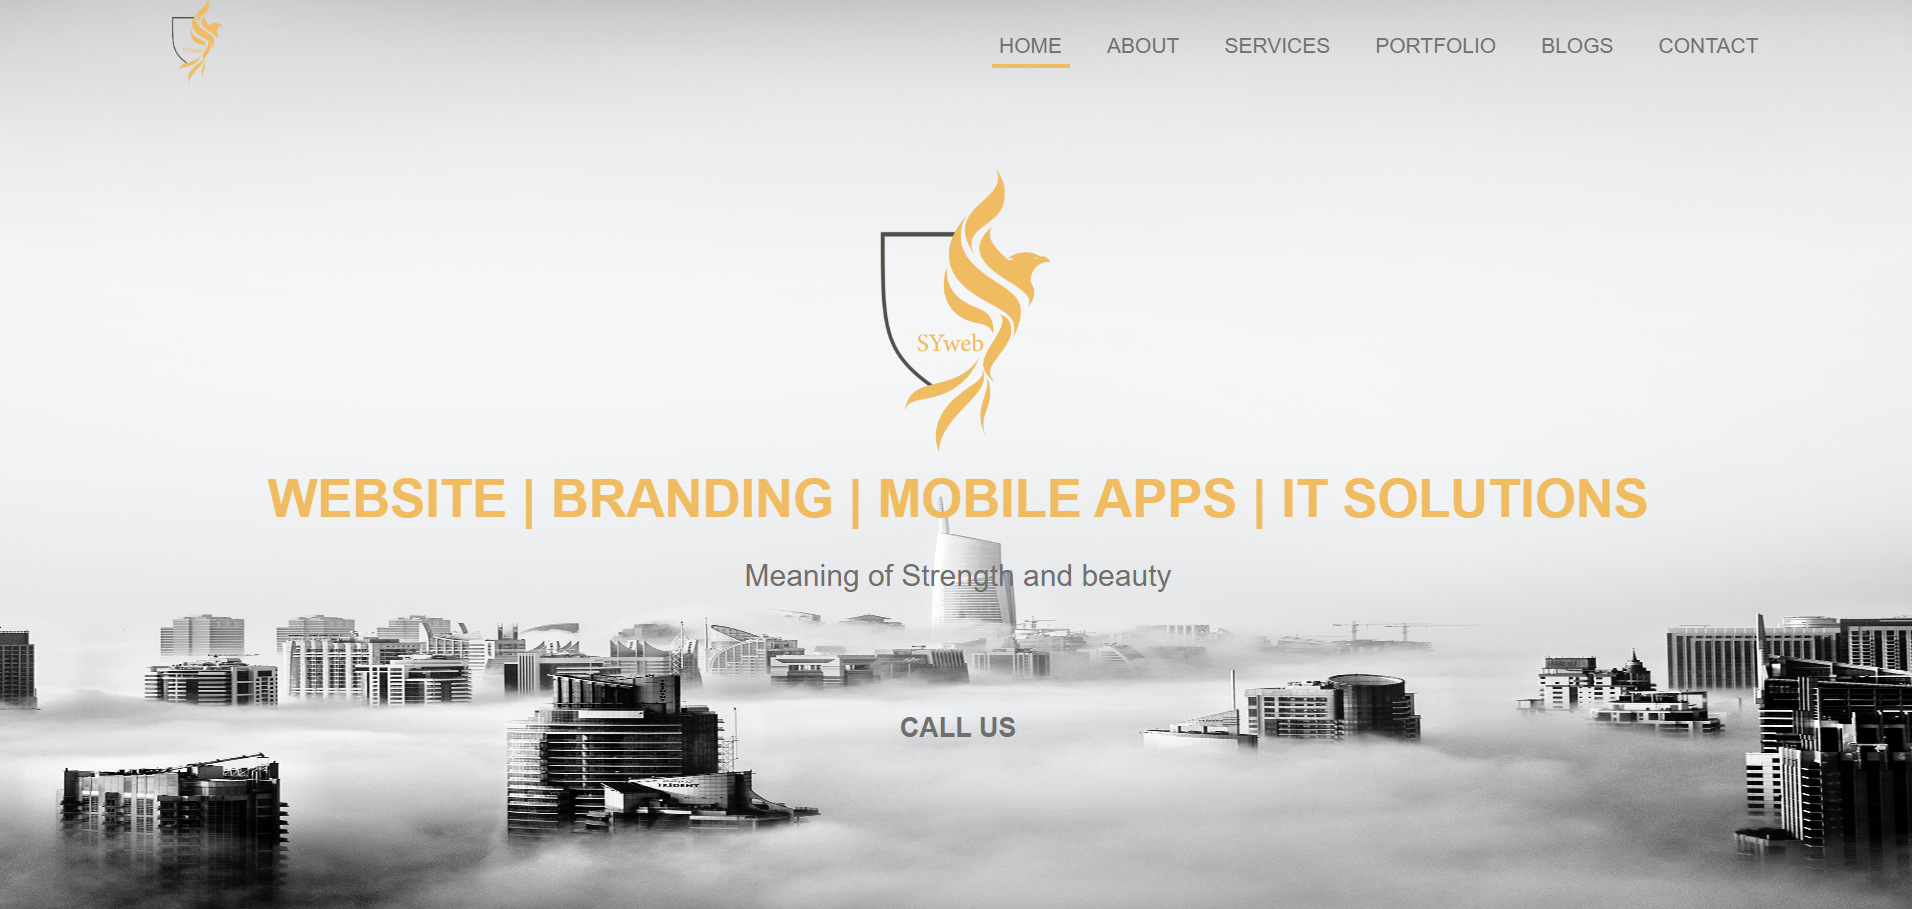 SYweb
HOME ABOUT SERVICES PORTFOLIO BLOGS CONTACT
SYweb
WEBSITE | BRANDING | MOBILE APPS | IT SOLUTIONS
Meaning of Strength and beauty
CALL US
TRIDENT